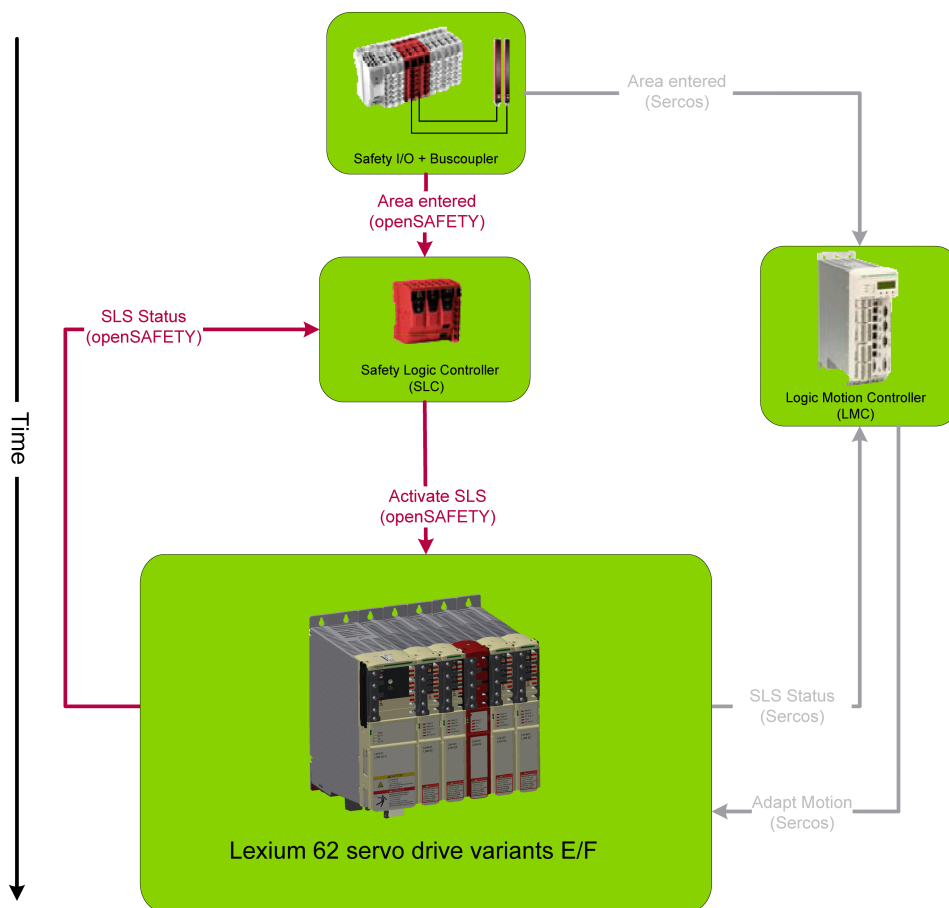 Safety I/O + Buscoupler
Area entered
(Sercos)
Area entered
(openSAFETY)
SLS Status
(openSAFETY)
Safety Logic Controller
(SLC)
Logic Motion Controller
(LMC)
Time
Activate SLS
(openSAFETY)
SLS Status
(Sercos)
Adapt Motion
(Sercos)
Lexium 62 servo drive variants E/F